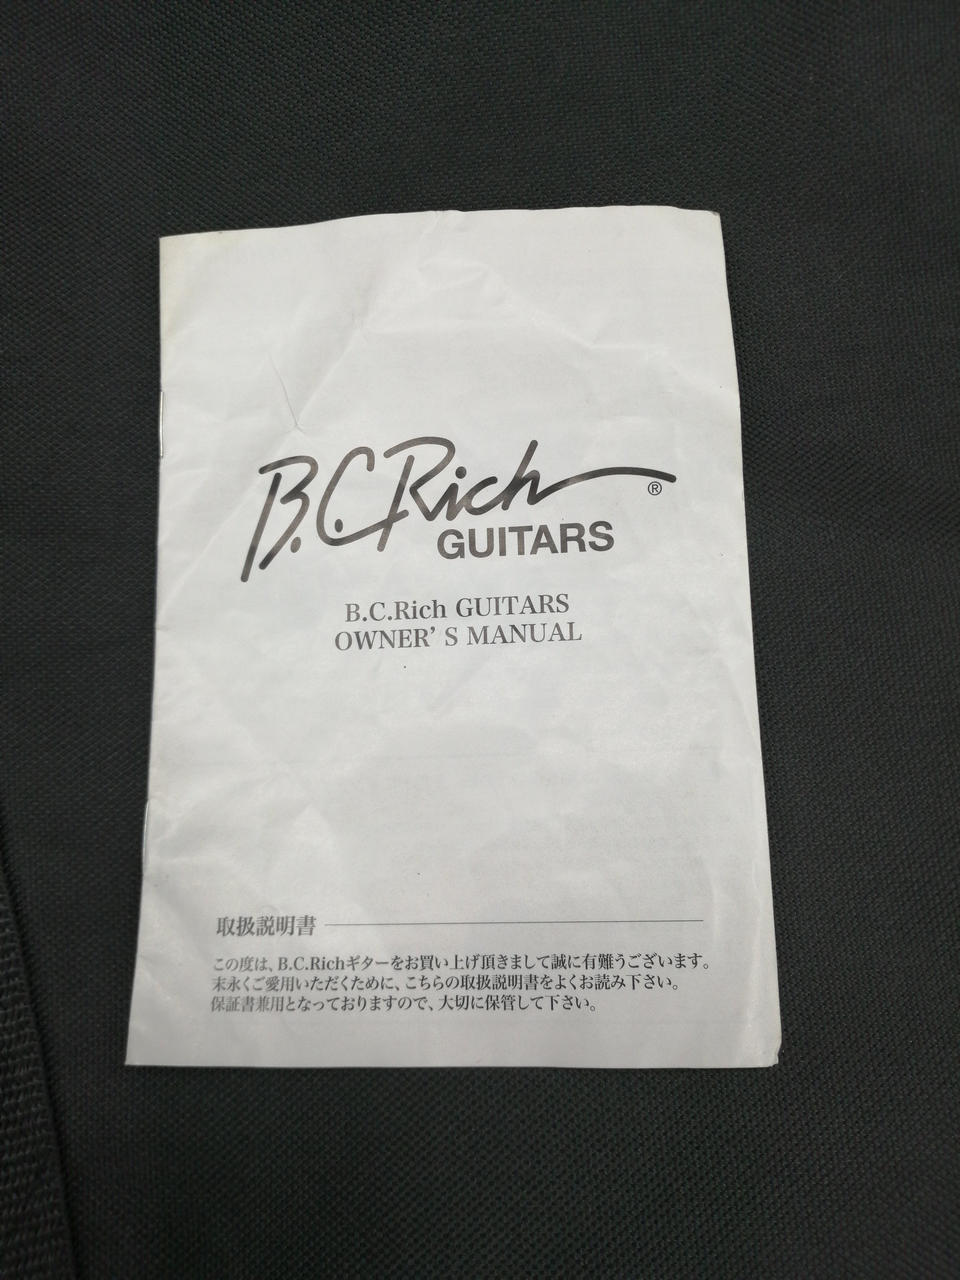 B.C.Rich
®
GUITARS
B.C.Rich GUITARS
OWNER’S MANUAL
取扱説明書
この度は、B.C.Richギターをお買い上げ頂きまして誠に有難うございます。
末永くご愛用いただくために、こちらの取扱説明書をよくお読み下さい。
保証書兼用となっておりますので、大切に保管して下さい。